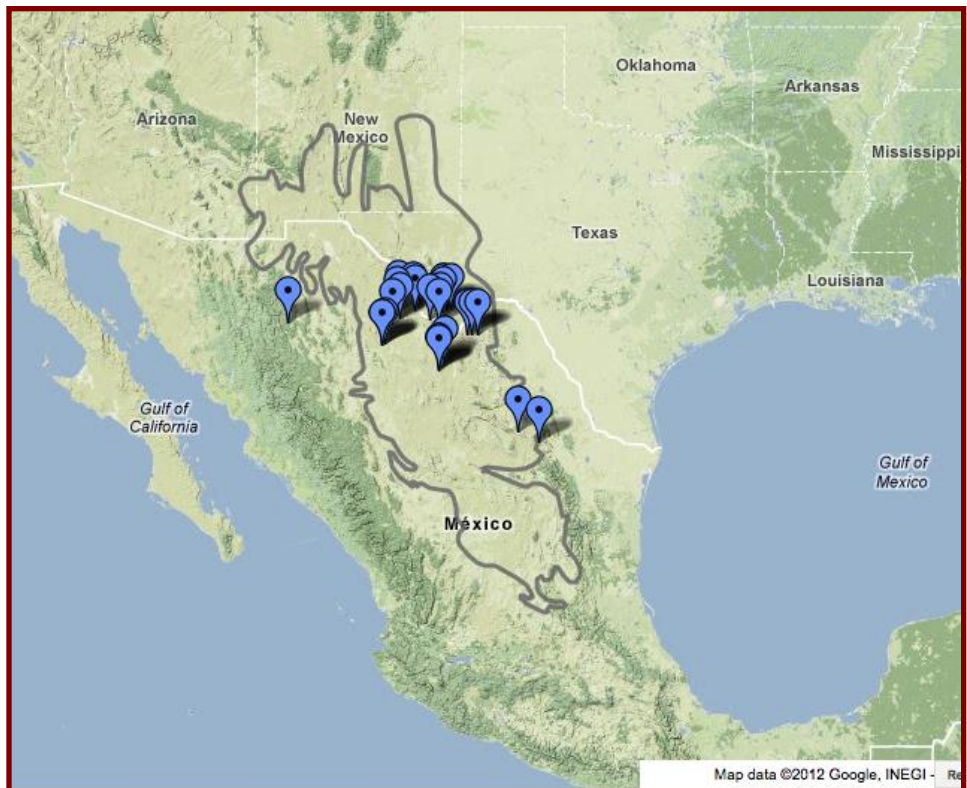 Oklahoma
Arkansas
Arizona
New
Mexico
Mississippi
Texas
Louisiana
Gulf of
California
Gulf of
Mexico
México
Map data ©2012 Google, INEGI - Re